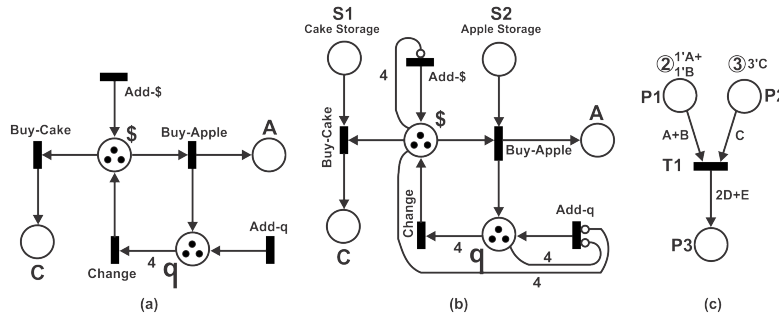 Add-$
$
Buy-Cake
Buy-Apple
A
C
Change
4
q
Add-q
(a)
S1
Cake Storage
S2
Apple Storage
4
Add-$
$
Buy-Cake
Buy-Apple
A
C
Change
4
q
Add-q
4
4
(b)
2 1'A+
1'B
3 3'C
P1
P2
A+B
C
T1
2D+E
P3
(c)